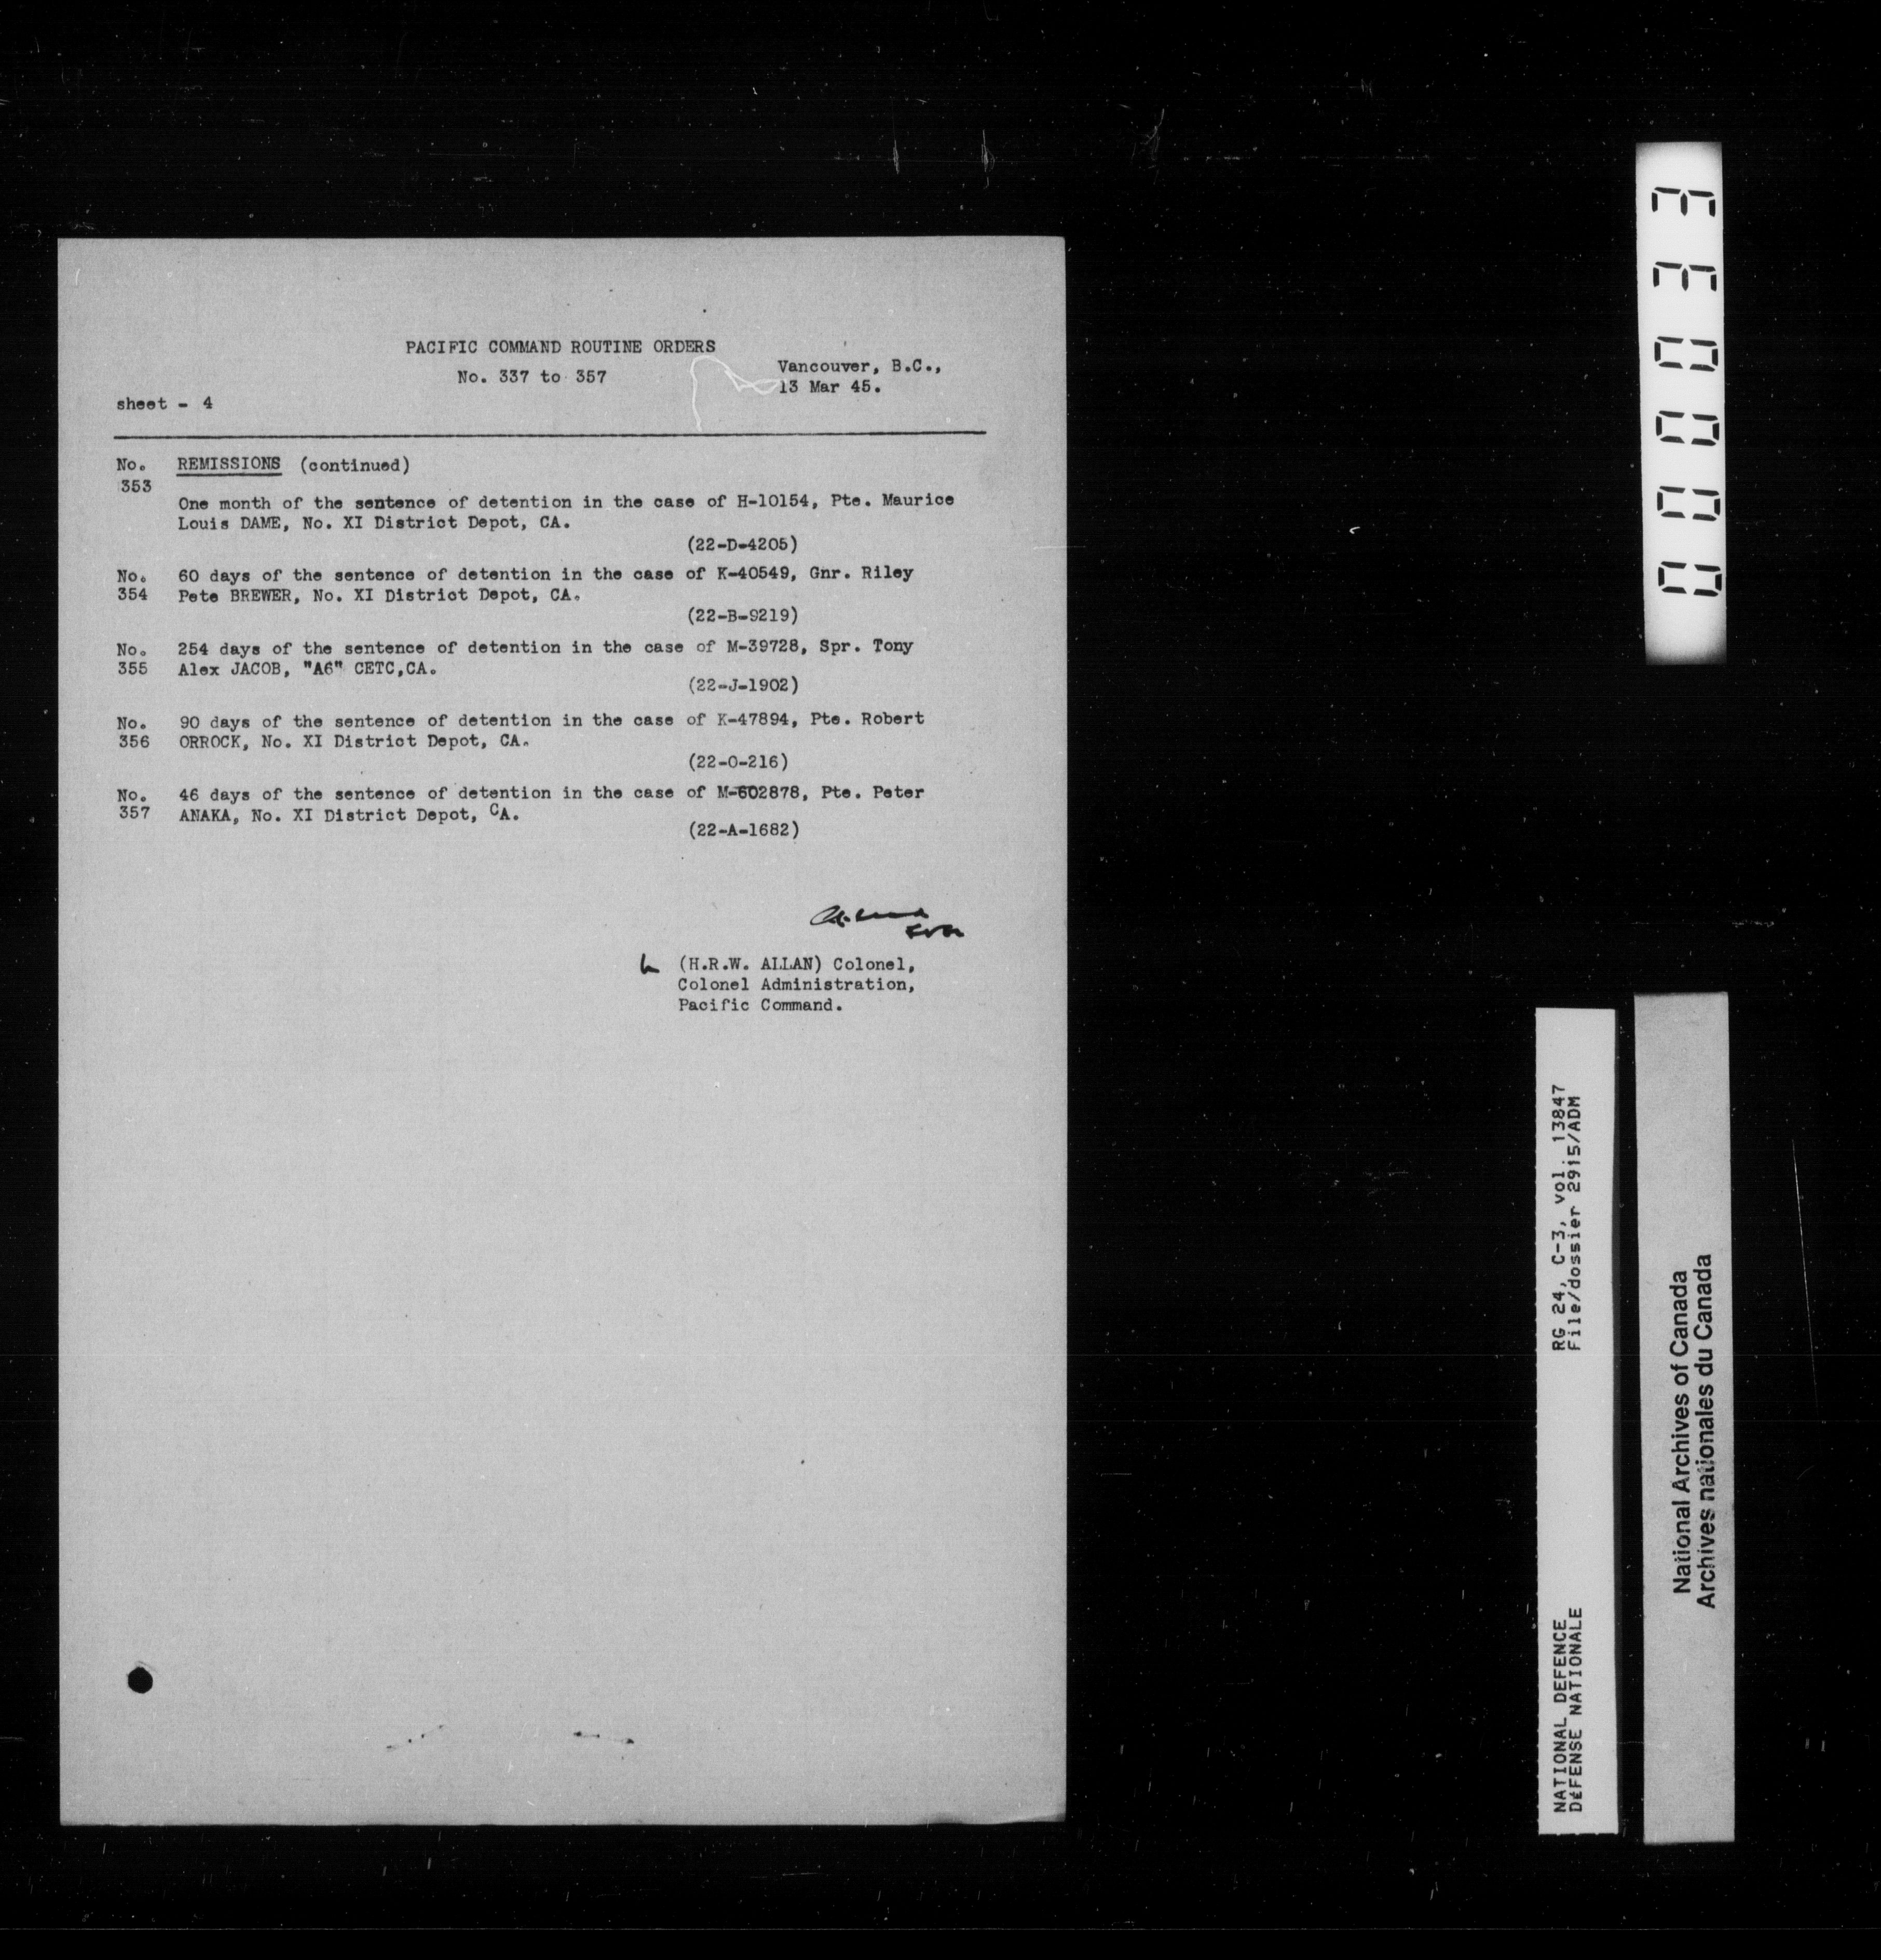 PACIFIC COMMAND ROUTINE ORDERS
No. 337 to 357
Vancouver, B.C.,
13 Mar 45.
sheet - 4
No. REMISSIONS (continued)
353
One month of the sentence of detention in the case of H-10154, Pte. Maurice
Louis DAME, No. XI District Depot, CA.
(22-D-4205)
No. 60 days of the sentence of detention in the case of K-40549, Gnr. Riley
354 Pete BREWER, No. XI District Depot, CA.
(22-B-9219)
No. 254 days of the sentence of detention in the case of M-39728, Spr. Tony
355 Alex JACOB, "A6" CETC,CA.
(22-J-1902)
No. 90 days of the sentence of detention in the case of K-47894, Pte. Robert
356 ORROCK, No. XI District Depot, CA.
(22-O-216)
No. 46 days of the sentence of detention in the case of M-602878, Pte. Peter
357 ANAKA, No. XI District Depot, CA.
(22-A-1682)
(H.R.W. ALLAN) Colonel,
Colonel Administration,
Pacific Command.
000033
RG 24, C-3, vol. 13847
File/dossier 2915/ADM
NATIONAL DEFENCE
DÉFENSE NATIONALE
National Archives of Canada
Archives nationales du Canada